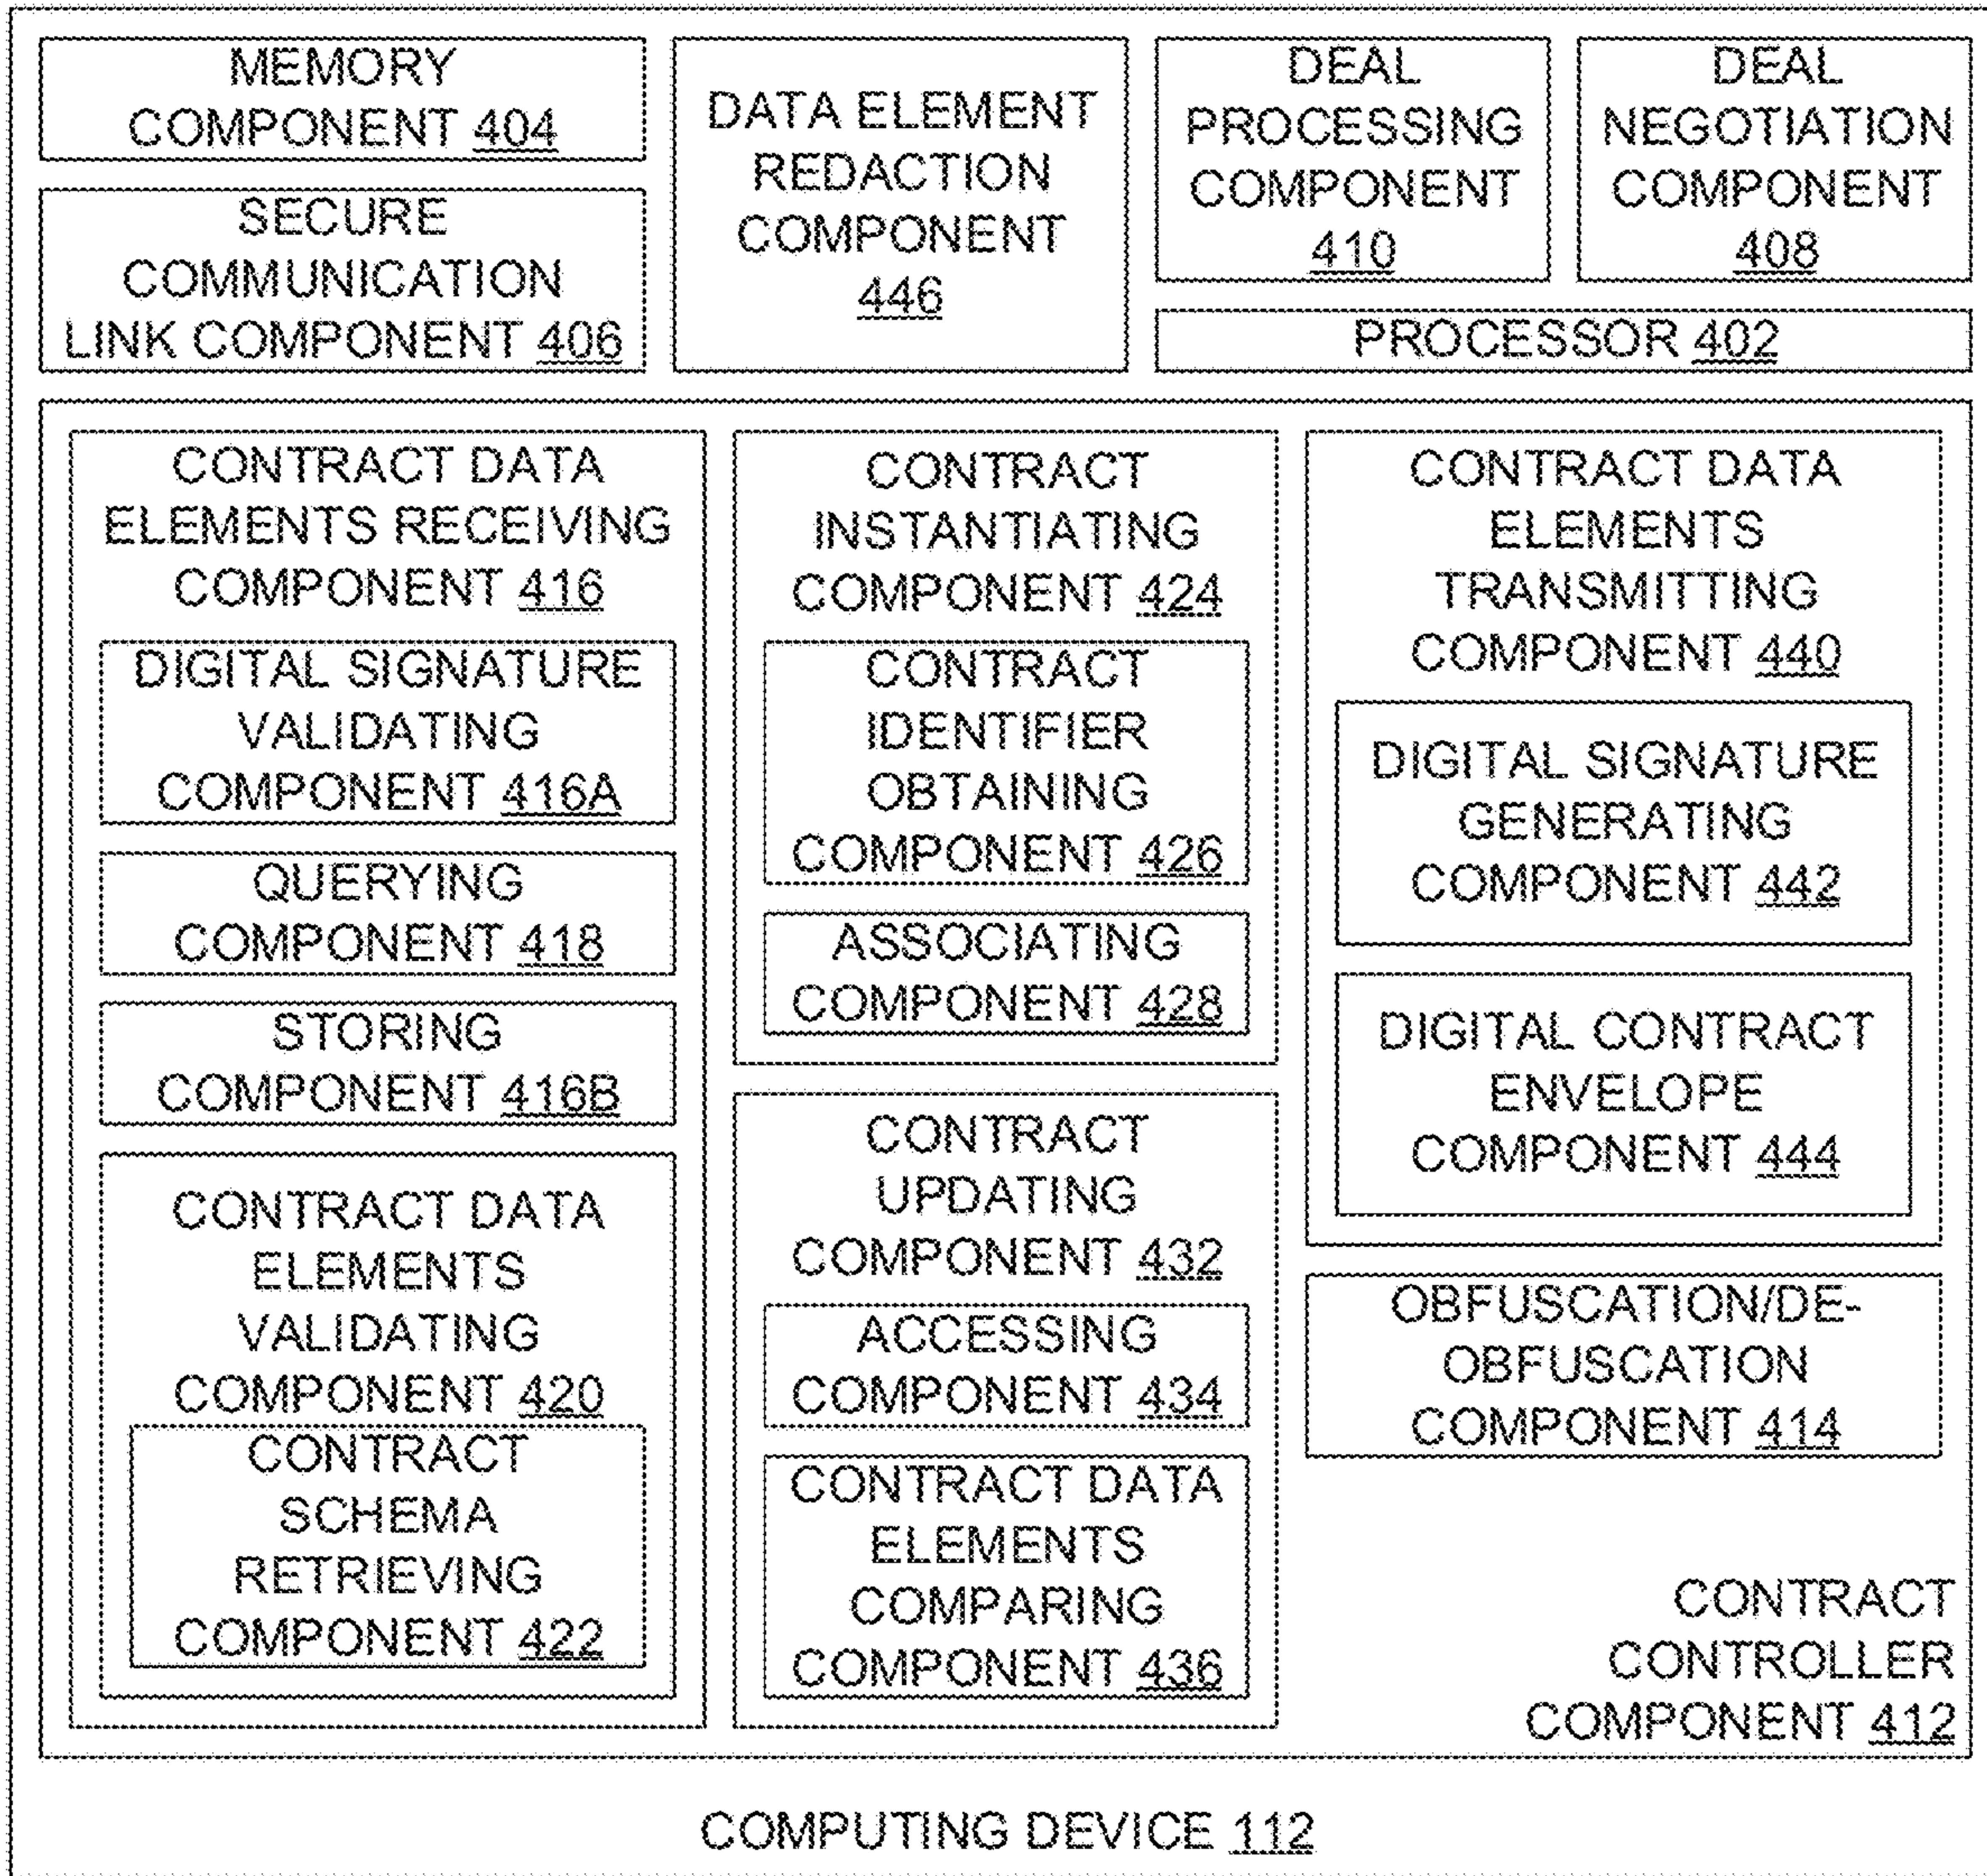 MEMORY
COMPONENT 404
SECURE
COMMUNICATION
LINK COMPONENT 406
DATA ELEMENT
REDACTION
COMPONENT
446
DEAL
PROCESSING
COMPONENT
410
DEAL
NEGOTIATION
COMPONENT
408
PROCESSOR 402
CONTRACT DATA
ELEMENTS RECEIVING
COMPONENT 416
DIGITAL SIGNATURE
VALIDATING
COMPONENT 416A
QUERYING
COMPONENT 418
STORING
COMPONENT 416B
CONTRACT DATA
ELEMENTS
VALIDATING
COMPONENT 420
CONTRACT
SCHEMA
RETRIEVING
COMPONENT 422
CONTRACT
INSTANTIATING
COMPONENT 424
CONTRACT
IDENTIFIER
OBTAINING
COMPONENT 426
ASSOCIATING
COMPONENT 428
CONTRACT
UPDATING
COMPONENT 432
ACCESSING
COMPONENT 434
CONTRACT DATA
ELEMENTS
COMPARING
COMPONENT 436
CONTRACT DATA
ELEMENTS
TRANSMITTING
COMPONENT 440
DIGITAL SIGNATURE
GENERATING
COMPONENT 442
DIGITAL CONTRACT
ENVELOPE
COMPONENT 444
OBFUSCATION/DE-
OBFUSCATION
COMPONENT 414
CONTRACT
CONTROLLER
COMPONENT 412
COMPUTING DEVICE 112